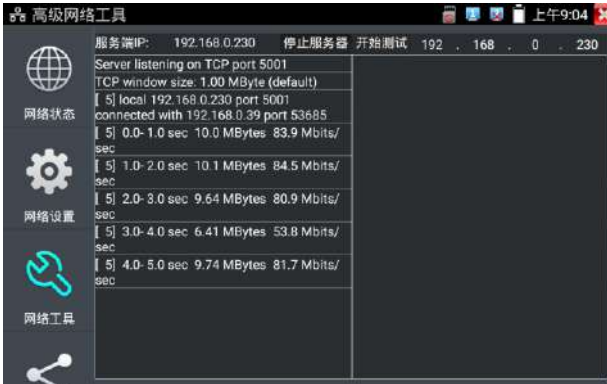 高级网络工具
上午9:04
服务端IP: 192.168.0.230 停止服务器 开始测试 192 . 168 . 0 . 230
Server listening on TCP port 5001
TCP window size: 1.00 MByte (default)
[ 5] local 192.168.0.230 port 5001
connected with 192.168.0.39 port 53685
[ 5] 0.0- 1.0 sec 10.0 MBytes 83.9 Mbits/
sec
[ 5] 1.0- 2.0 sec 10.1 MBytes 84.5 Mbits/
sec
[ 5] 2.0- 3.0 sec 9.64 MBytes 80.9 Mbits/
sec
[ 5] 3.0- 4.0 sec 6.41 MBytes 53.8 Mbits/
sec
[ 5] 4.0- 5.0 sec 9.74 MBytes 81.7 Mbits/
sec
网络状态
网络设置
网络工具